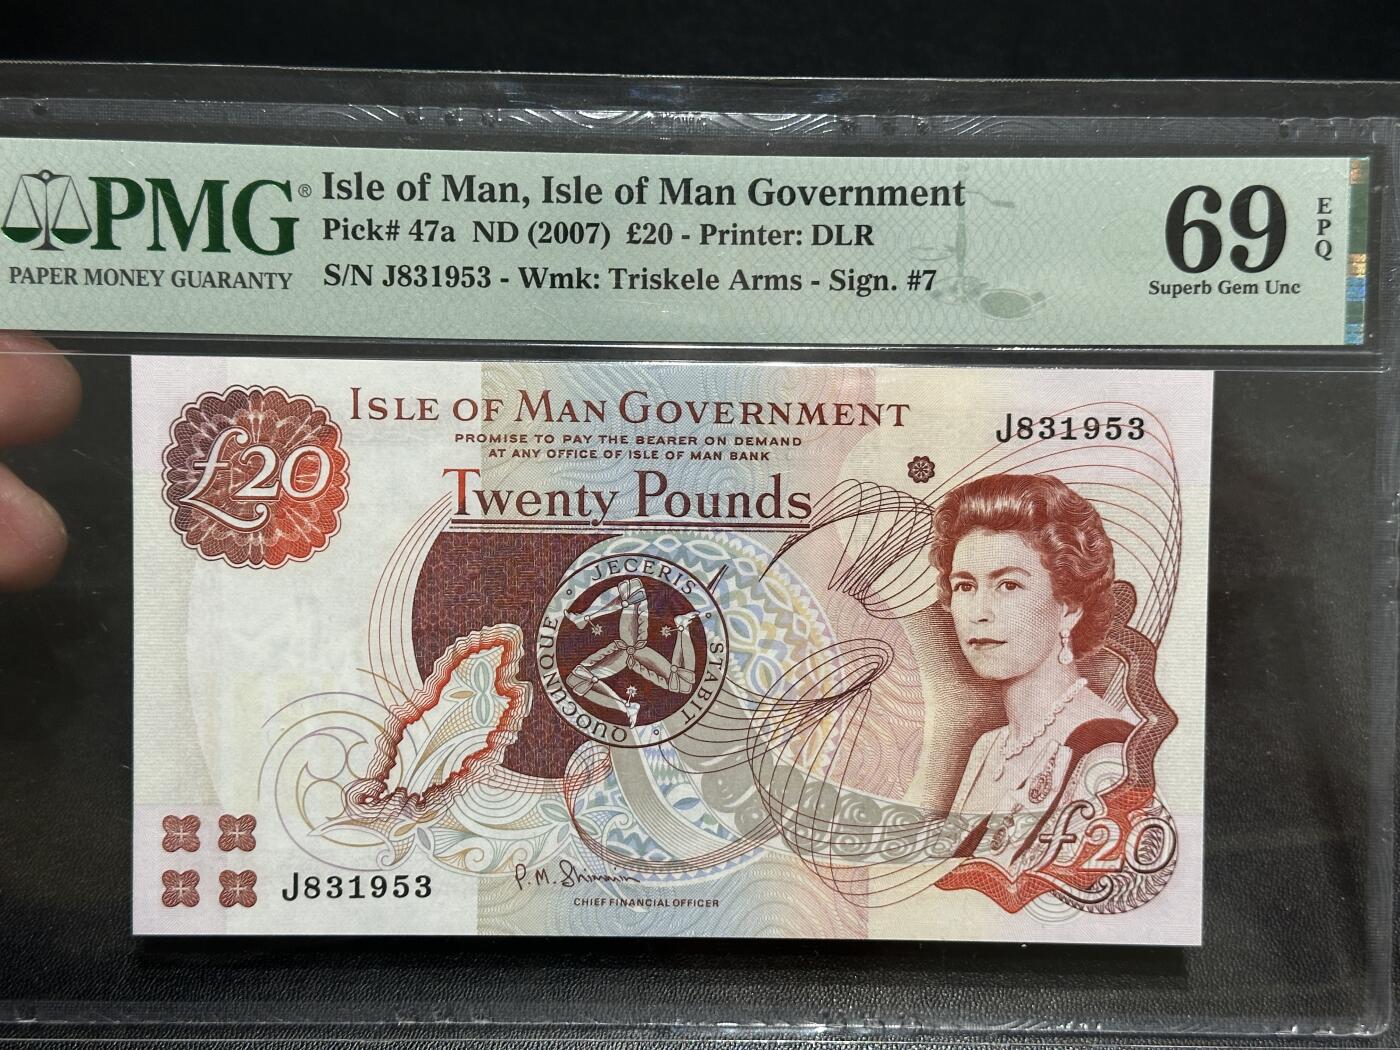 PMG®
PAPER MONEY GUARANTY
Isle of Man, Isle of Man Government
Pick# 47a ND (2007) £20 - Printer: DLR
S/N J831953 - Wmk: Triskele Arms - Sign. #7
69
EPQ
Superb Gem Unc
£20
ISLE OF MAN GOVERNMENT
PROMISE TO PAY THE BEARER ON DEMAND
AT ANY OFFICE OF ISLE OF MAN BANK
Twenty Pounds
J831953
QUOCUNQUE JECERIS STABIT
£20
J831953
P.M. Shimmin
CHIEF FINANCIAL OFFICER